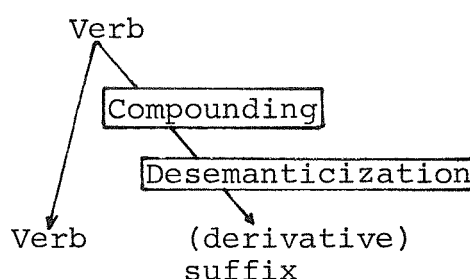 Verb
Compounding
Desemanticization
Verb (derivative)
suffix